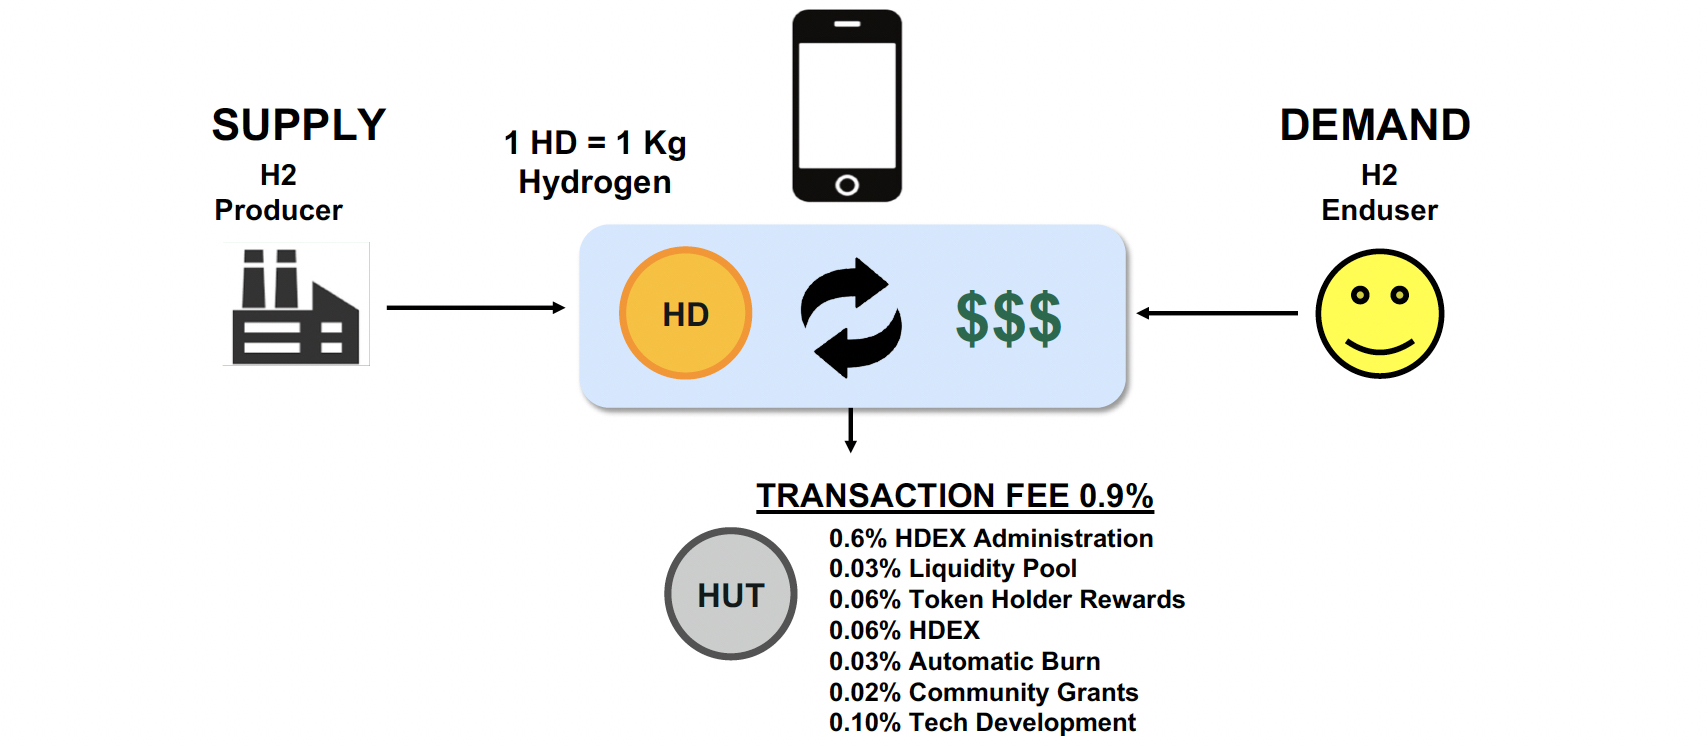 SUPPLY
H2
Producer
1 HD = 1 Kg
Hydrogen
DEMAND
H2
Enduser
HD
$$$
TRANSACTION FEE 0.9%
HUT
0.6% HDEX Administration
0.03% Liquidity Pool
0.06% Token Holder Rewards
0.06% HDEX
0.03% Automatic Burn
0.02% Community Grants
0.10% Tech Development